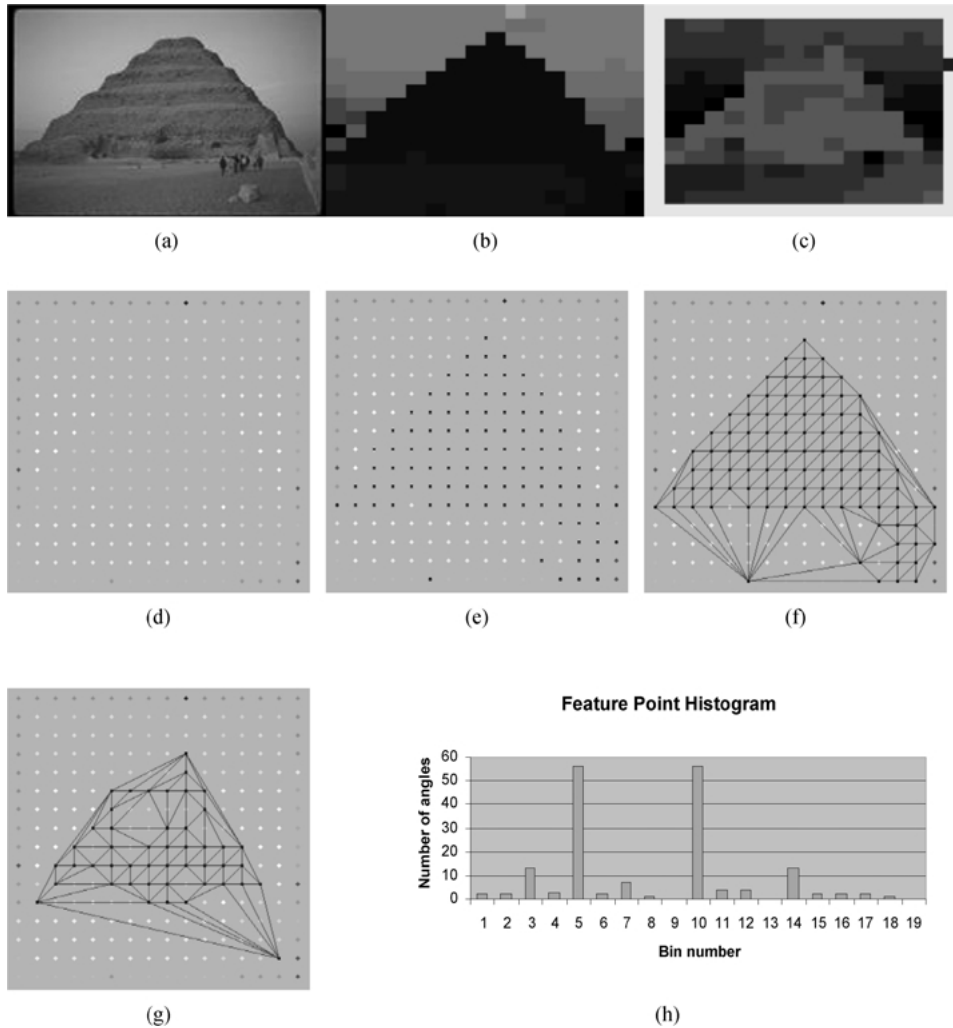 (a)
(b)
(c)
(d)
(e)
(f)
(g)
Feature Point Histogram
Number of angles
60
50
40
30
20
10
0
1 2 3 4 5 6 7 8 9 10 11 12 13 14 15 16 17 18 19
Bin number
(h)